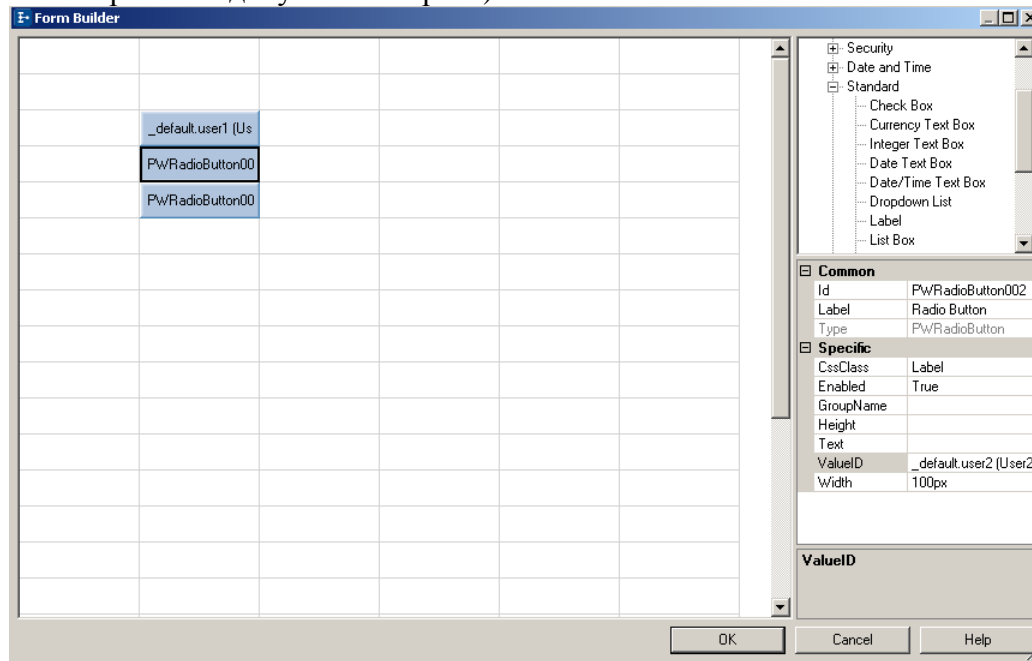 Form Builder
_default.user1 (Us
PWRadioButton00
PWRadioButton00
Security
Date and Time
Standard
Check Box
Currency Text Box
Integer Text Box
Date Text Box
Date/Time Text Box
Dropdown List
Label
List Box
Common
Id PWRadioButton002
Label Radio Button
Type PWRadioButton
Specific
CssClass Label
Enabled True
GroupName
Height
Text
ValueID _default.user2 (User2
Width 100px
ValueID
OK Cancel Help